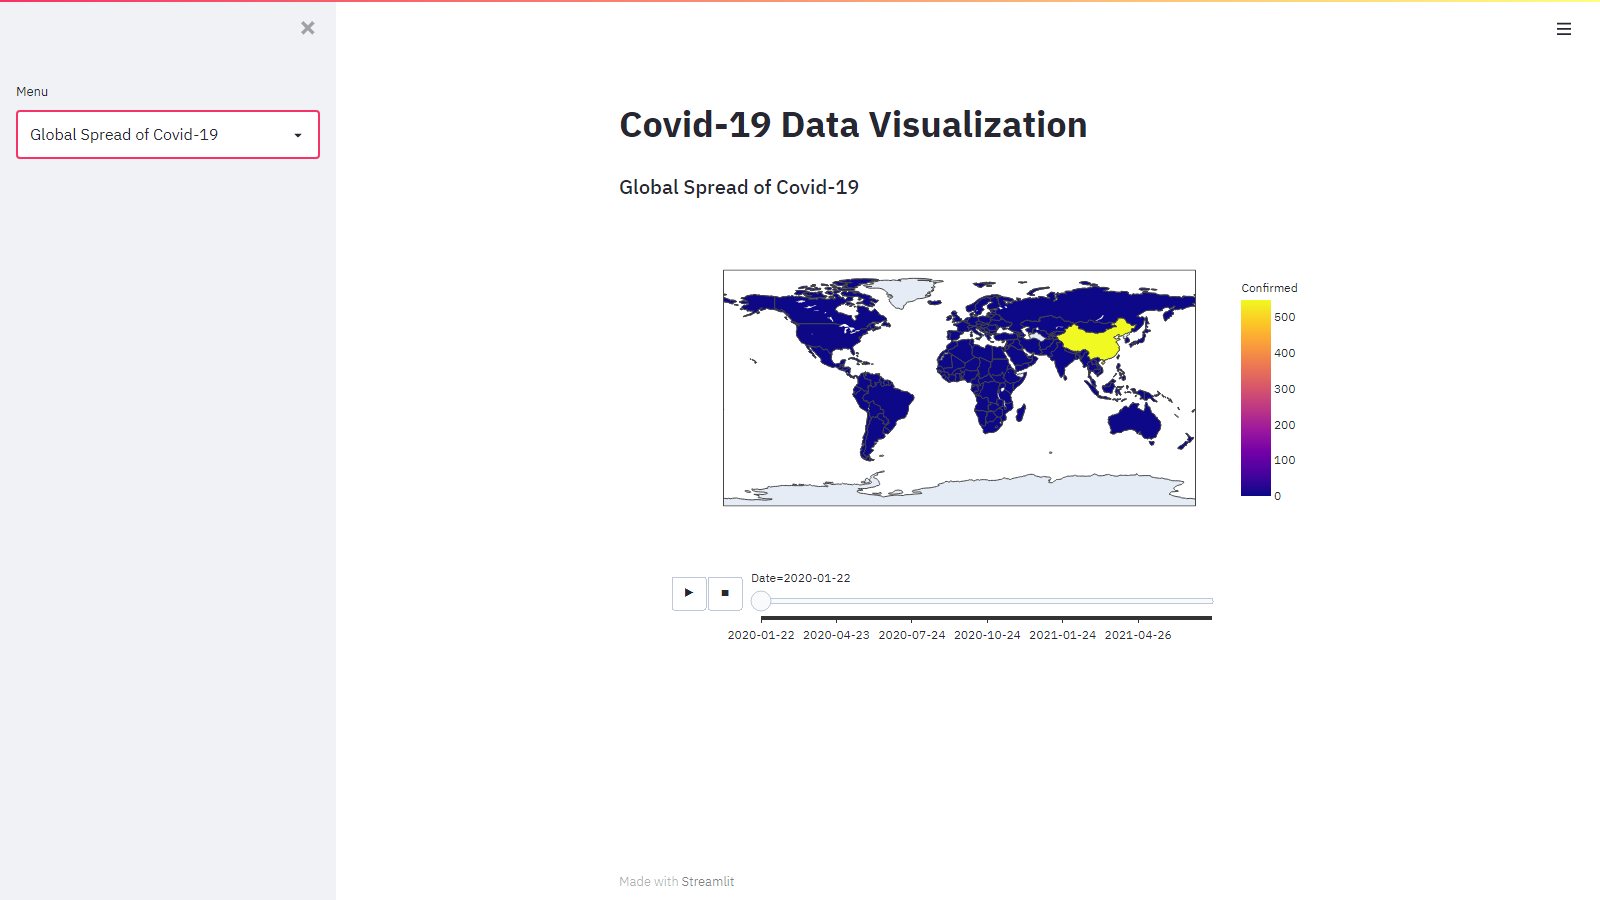 Menu
Global Spread of Covid-19
Covid-19 Data Visualization
Global Spread of Covid-19
Confirmed
500
400
300
200
100
0
Date=2020-01-22
2020-01-22 2020-04-23 2020-07-24 2020-10-24 2021-01-24 2021-04-26
Made with Streamlit